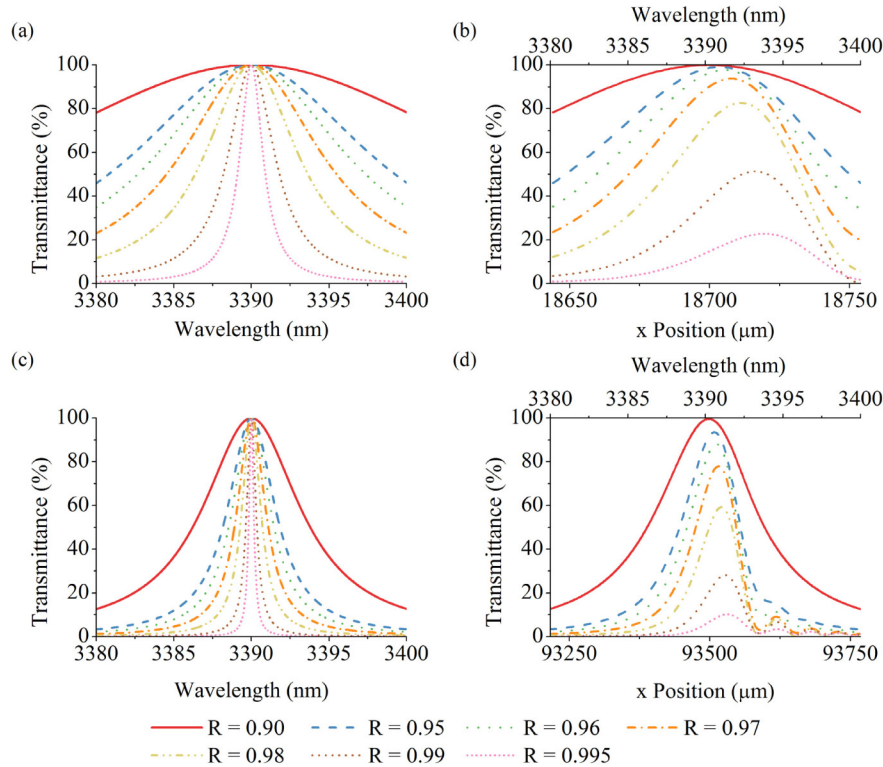 (a)
100
80
60
40
20
0
Transmittance (%)
3380 3385 3390 3395 3400
Wavelength (nm)
(b)
Wavelength (nm)
3380 3385 3390 3395 3400
100
80
60
40
20
0
Transmittance (%)
18650 18700 18750
x Position (μm)
(c)
100
80
60
40
20
0
Transmittance (%)
3380 3385 3390 3395 3400
Wavelength (nm)
(d)
Wavelength (nm)
3380 3385 3390 3395 3400
100
80
60
40
20
0
Transmittance (%)
93250 93500 93750
x Position (μm)
R = 0.90 R = 0.95 R = 0.96 R = 0.97
R = 0.98 R = 0.99 R = 0.995